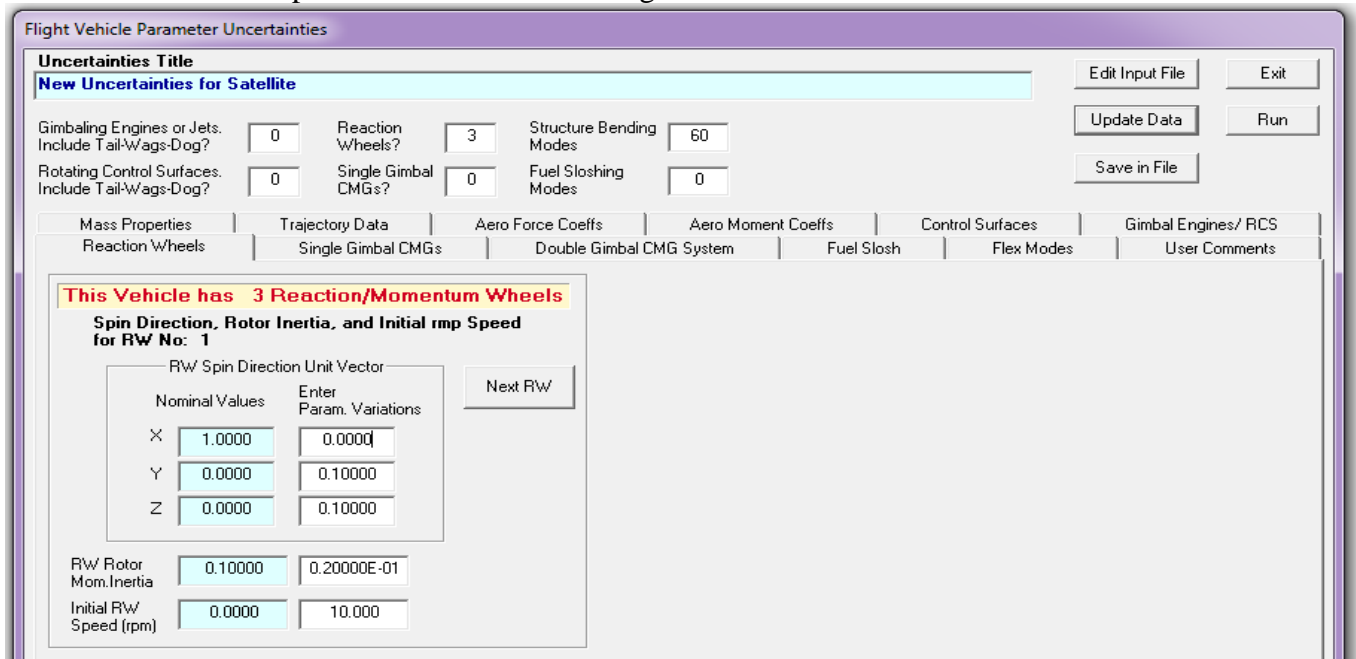 Flight Vehicle Parameter Uncertainties
Uncertainties Title
New Uncertainties for Satellite
Edit Input File
Exit
Gimbaling Engines or Jets.
Include Tail-Wags-Dog?
0
Reaction
Wheels?
3
Structure Bending
Modes
60
Update Data
Run
Rotating Control Surfaces.
Include Tail-Wags-Dog?
0
Single Gimbal
CMGs?
0
Fuel Sloshing
Modes
0
Save in File
Mass Properties
Trajectory Data
Aero Force Coeffs
Aero Moment Coeffs
Control Surfaces
Gimbal Engines/ RCS
Reaction Wheels
Single Gimbal CMGs
Double Gimbal CMG System
Fuel Slosh
Flex Modes
User Comments
This Vehicle has 3 Reaction/Momentum Wheels
Spin Direction, Rotor Inertia, and Initial rmp Speed
for RW No: 1
RW Spin Direction Unit Vector
Nominal Values
Enter
Param. Variations
Next RW
X 1.0000 0.0000
Y 0.0000 0.10000
Z 0.0000 0.10000
RW Rotor
Mom.Inertia
0.10000 0.20000E-01
Initial RW
Speed (rpm)
0.0000 10.000